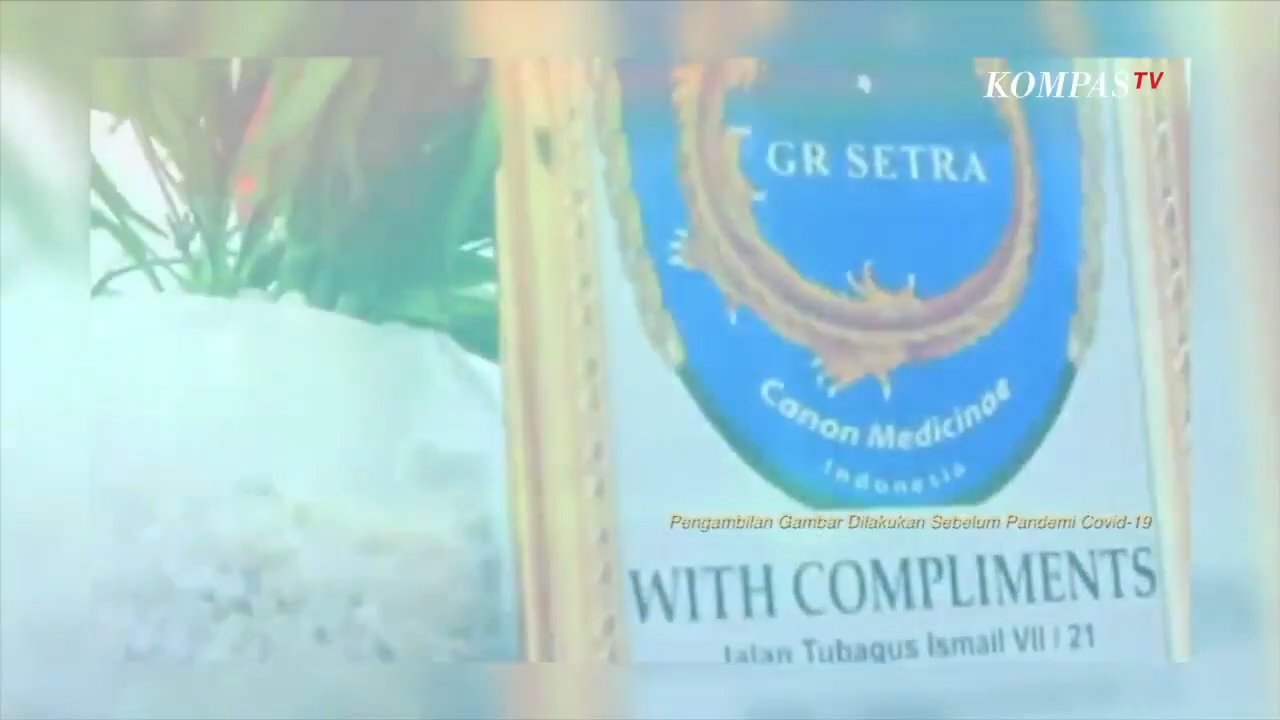 KOMPASTV
GR SETRA
Canon Medicinae
Indonesia
Pengambilan Gambar Dilakukan Sebelum Pandemi Covid-19
WITH COMPLIMENTS
Jalan Tubagus Ismail VII / 21